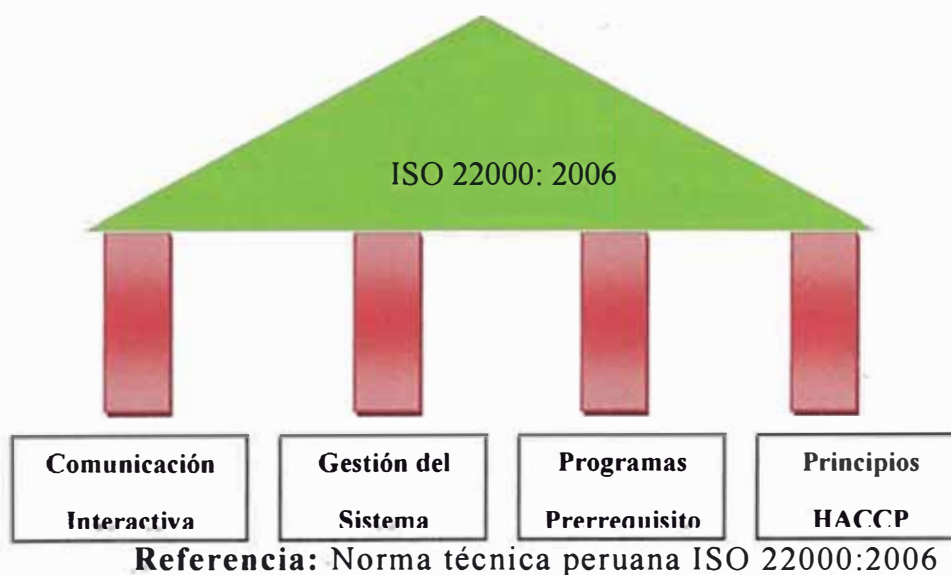 ISO 22000: 2006
Comunicación
Interactiva
Gestión del
Sistema
Programas
Prerrequisito
Principios
HACCP
Referencia: Norma técnica peruana ISO 22000:2006